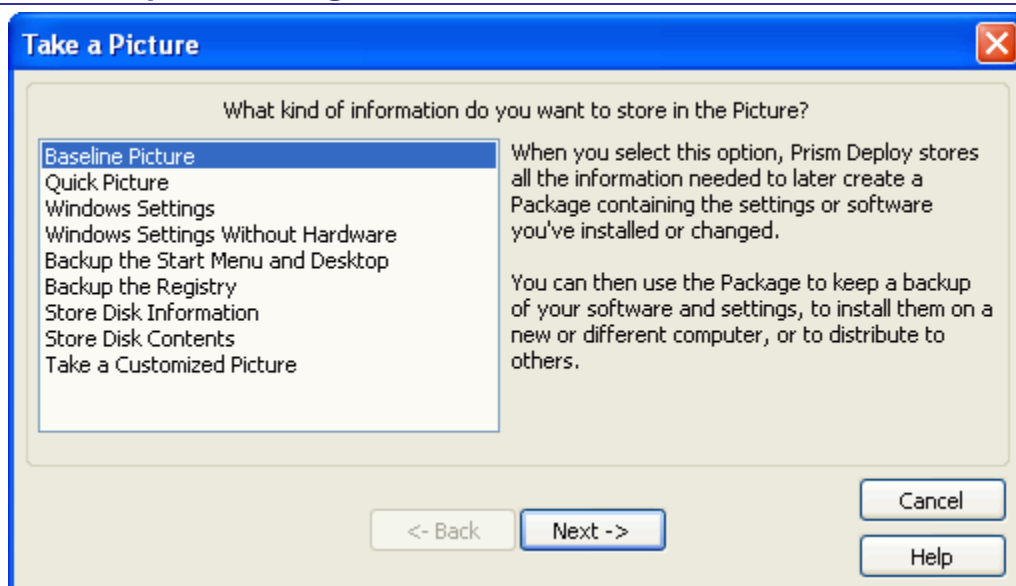 Take a Picture
What kind of information do you want to store in the Picture?
Baseline Picture
Quick Picture
Windows Settings
Windows Settings Without Hardware
Backup the Start Menu and Desktop
Backup the Registry
Store Disk Information
Store Disk Contents
Take a Customized Picture
When you select this option, Prism Deploy stores
all the information needed to later create a
Package containing the settings or software
you've installed or changed.
You can then use the Package to keep a backup
of your software and settings, to install them on a
new or different computer, or to distribute to
others.
<- Back
Next ->
Cancel
Help